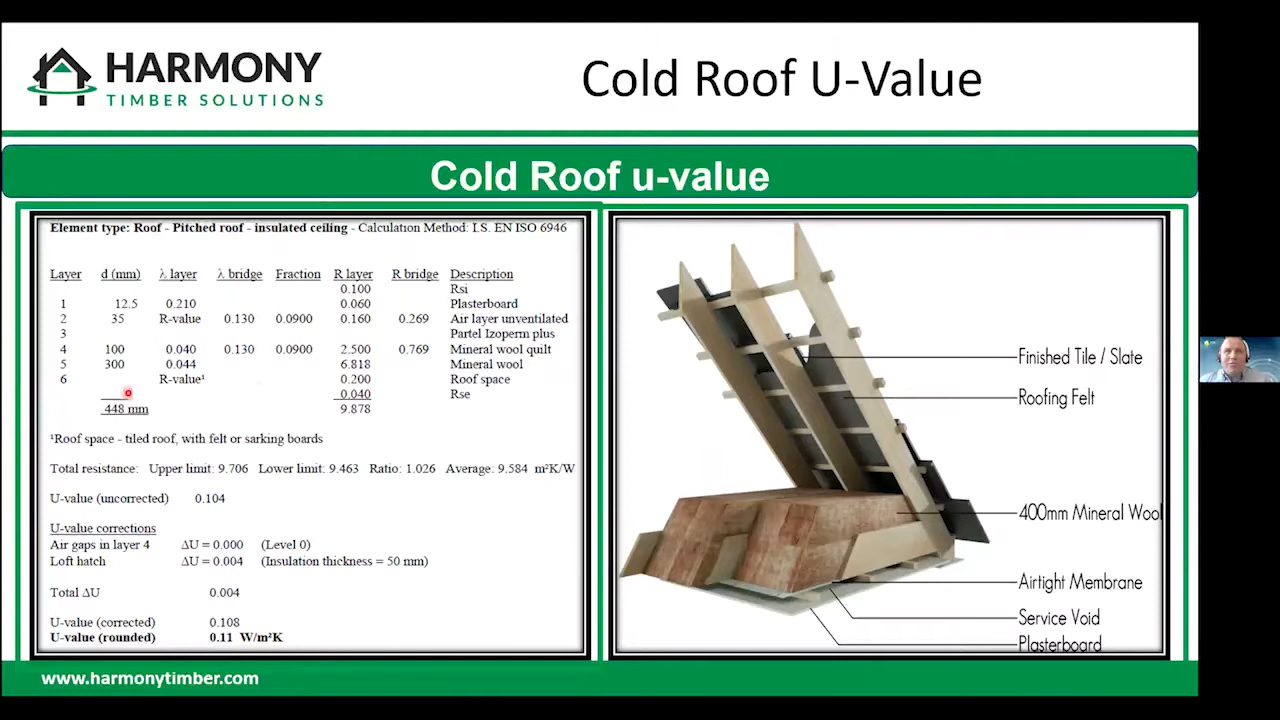 HARMONY
TIMBER SOLUTIONS
Cold Roof U-Value
Cold Roof u-value
Element type: Roof - Pitched roof - insulated ceiling - Calculation Method: I.S. EN ISO 6946
Layer d (mm) λ layer λ bridge Fraction R layer R bridge Description
0.100 Rsi
1 12.5 0.210 0.060 Plasterboard
2 35 R-value 0.130 0.0900 0.160 0.269 Air layer unventilated
3 Partel Izoperm plus
4 100 0.040 0.130 0.0900 2.500 0.769 Mineral wool quilt
5 300 0.044 6.818 Mineral wool
6 R-value¹ 0.200 Roof space
0.040 Rse
448 mm 9.878
¹Roof space - tiled roof, with felt or sarking boards
Total resistance: Upper limit: 9.706 Lower limit: 9.463 Ratio: 1.026 Average: 9.584 m²K/W
U-value (uncorrected) 0.104
U-value corrections
Air gaps in layer 4 ΔU = 0.000 (Level 0)
Loft hatch ΔU = 0.004 (Insulation thickness = 50 mm)
Total ΔU 0.004
U-value (corrected) 0.108
U-value (rounded) 0.11 W/m²K
Finished Tile / Slate
Roofing Felt
400mm Mineral Wool
Airtight Membrane
Service Void
Plasterboard
www.harmonytimber.com